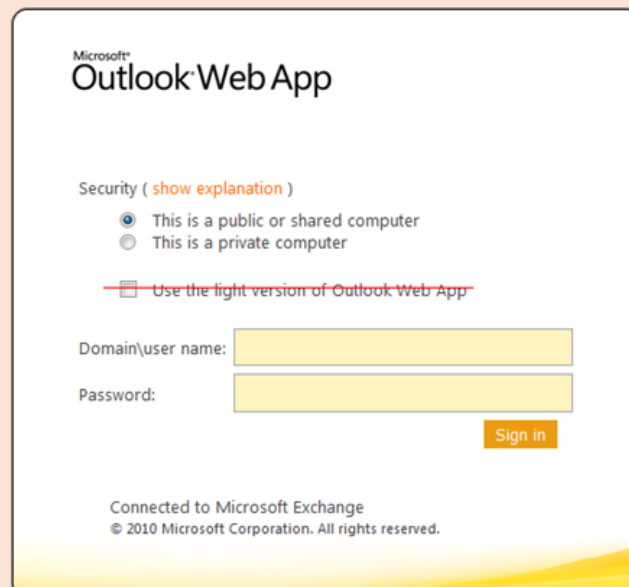 Microsoft®
Outlook® Web App
Security ( show explanation )
This is a public or shared computer
This is a private computer
Use the light version of Outlook Web App
Domain\user name:
Password:
Sign in
Connected to Microsoft Exchange
© 2010 Microsoft Corporation. All rights reserved.